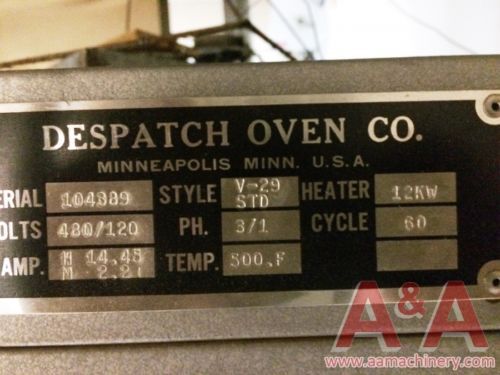 DESPATCH OVEN CO.
MINNEAPOLIS MINN. U.S.A.
ERIAL 104389 STYLE V-29 STD HEATER 12KW
OLTS 480/120 PH. 3/1 CYCLE 60
AMP. H 14.45 M 2.21 TEMP. 500.F
A&A
www.aamachinery.com